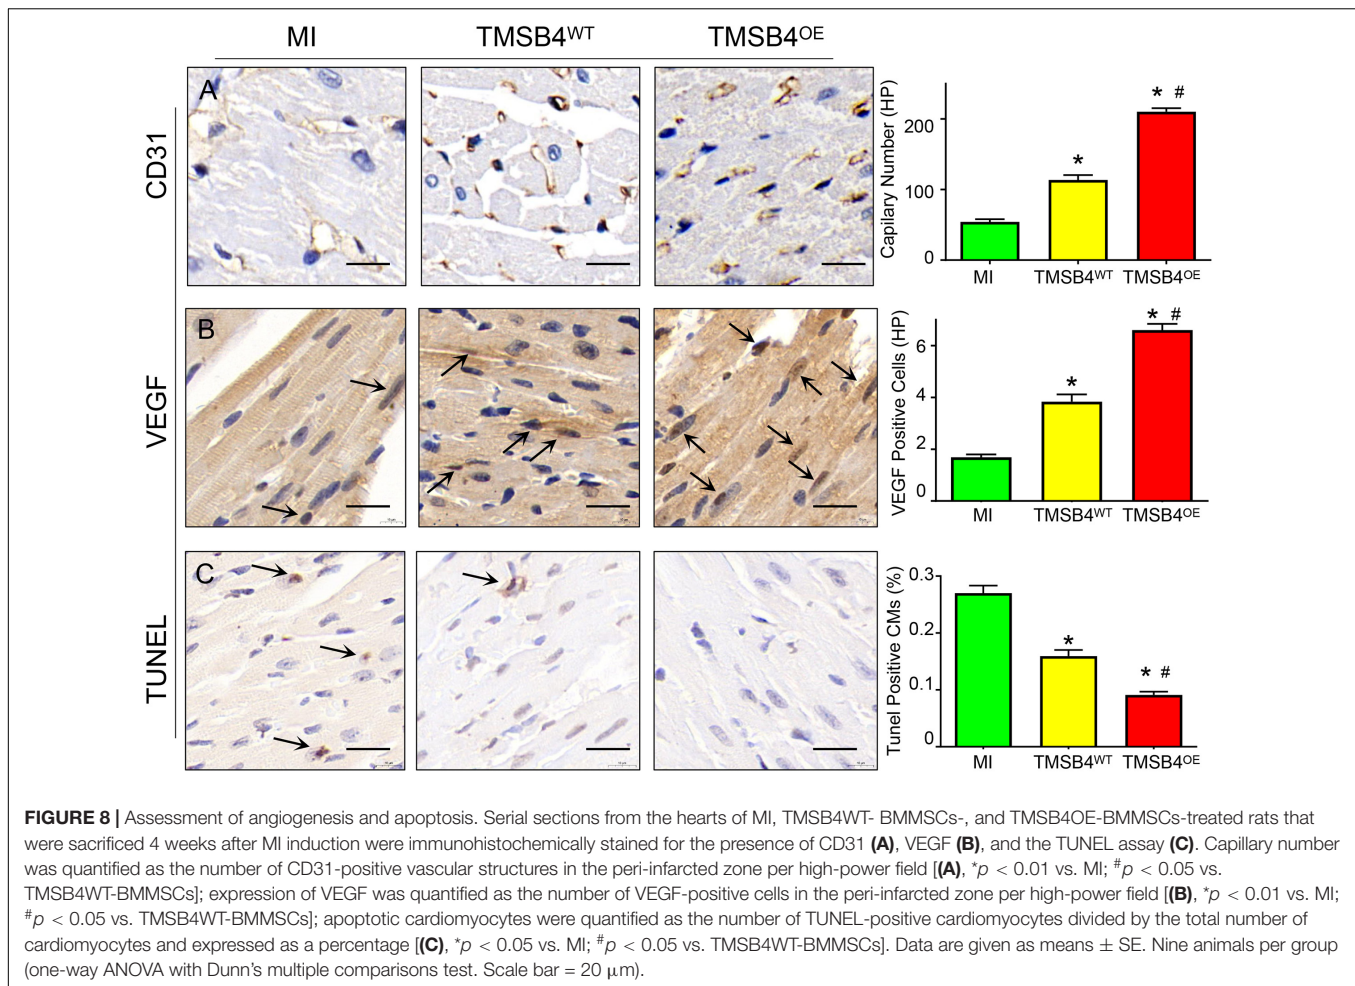 MI TMSB4WT TMSB4OE
CD31
A
Capilary Number (HP)
200
100
0
* * #
MI TMSB4WT TMSB4OE
VEGF
B
VEGF Positive Cells (HP)
6
4
2
0
* * #
MI TMSB4WT TMSB4OE
TUNEL
C
Tunel Positive CMs (%)
0.3
0.2
0.1
0
* * #
MI TMSB4WT TMSB4OE
FIGURE 8 | Assessment of angiogenesis and apoptosis. Serial sections from the hearts of MI, TMSB4WT- BMMSCs-, and TMSB4OE-BMMSCs-treated rats that
were sacrificed 4 weeks after MI induction were immunohistochemically stained for the presence of CD31 (A), VEGF (B), and the TUNEL assay (C). Capillary number
was quantified as the number of CD31-positive vascular structures in the peri-infarcted zone per high-power field [(A), *p < 0.01 vs. MI; #p < 0.05 vs.
TMSB4WT-BMMSCs]; expression of VEGF was quantified as the number of VEGF-positive cells in the peri-infarcted zone per high-power field [(B), *p < 0.01 vs. MI;
#p < 0.05 vs. TMSB4WT-BMMSCs]; apoptotic cardiomyocytes were quantified as the number of TUNEL-positive cardiomyocytes divided by the total number of
cardiomyocytes and expressed as a percentage [(C), *p < 0.05 vs. MI; #p < 0.05 vs. TMSB4WT-BMMSCs]. Data are given as means ± SE. Nine animals per group
(one-way ANOVA with Dunn's multiple comparisons test. Scale bar = 20 μm).